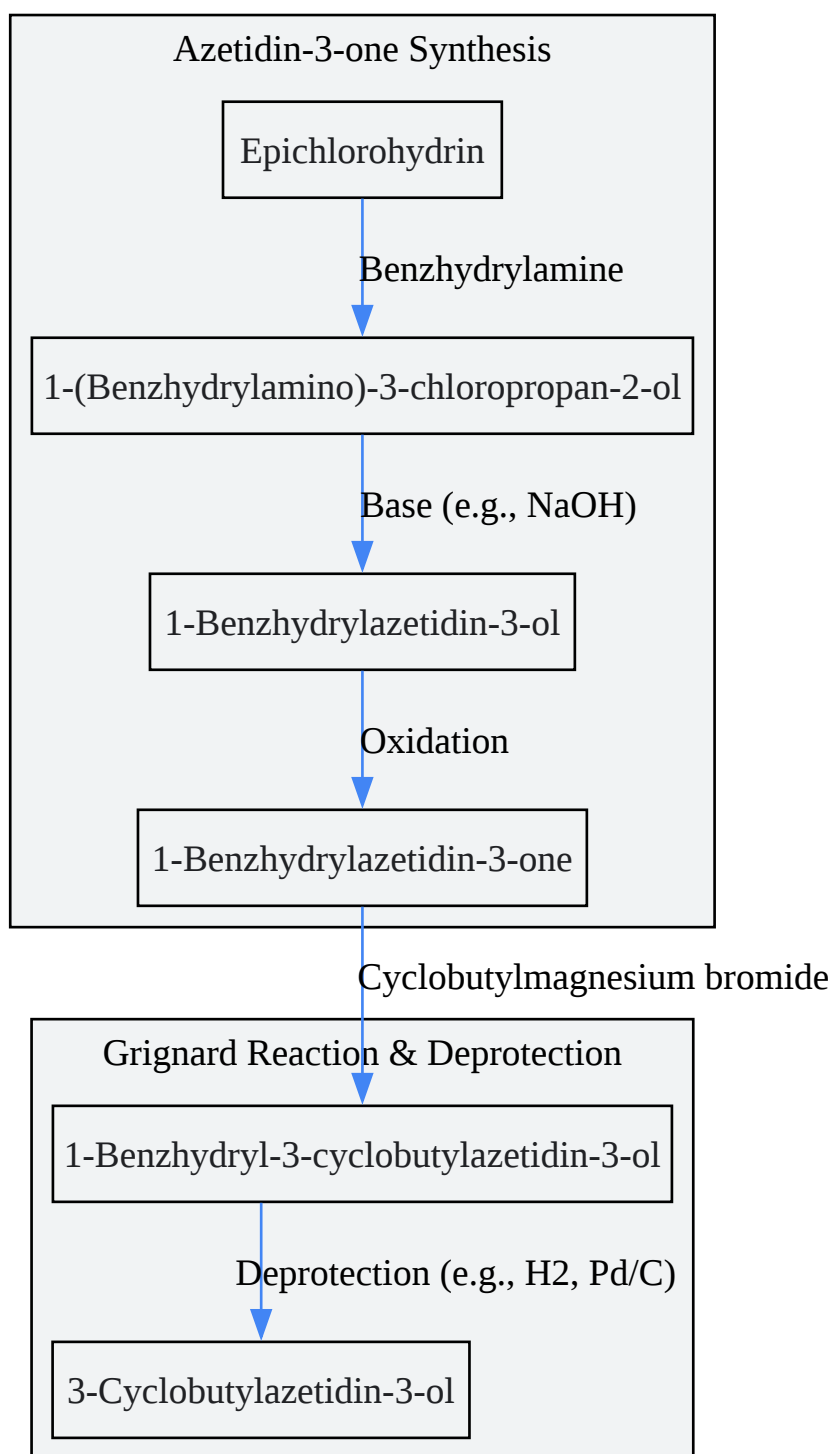 Azetidin-3-one Synthesis
Epichlorohydrin
Benzhydrylamine
1-(Benzhydrylamino)-3-chloropropan-2-ol
Base (e.g., NaOH)
1-Benzhydrylazetidin-3-ol
Oxidation
1-Benzhydrylazetidin-3-one
Cyclobutylmagnesium bromide
Grignard Reaction & Deprotection
1-Benzhydryl-3-cyclobutylazetidin-3-ol
Deprotection (e.g., H2, Pd/C)
3-Cyclobutylazetidin-3-ol